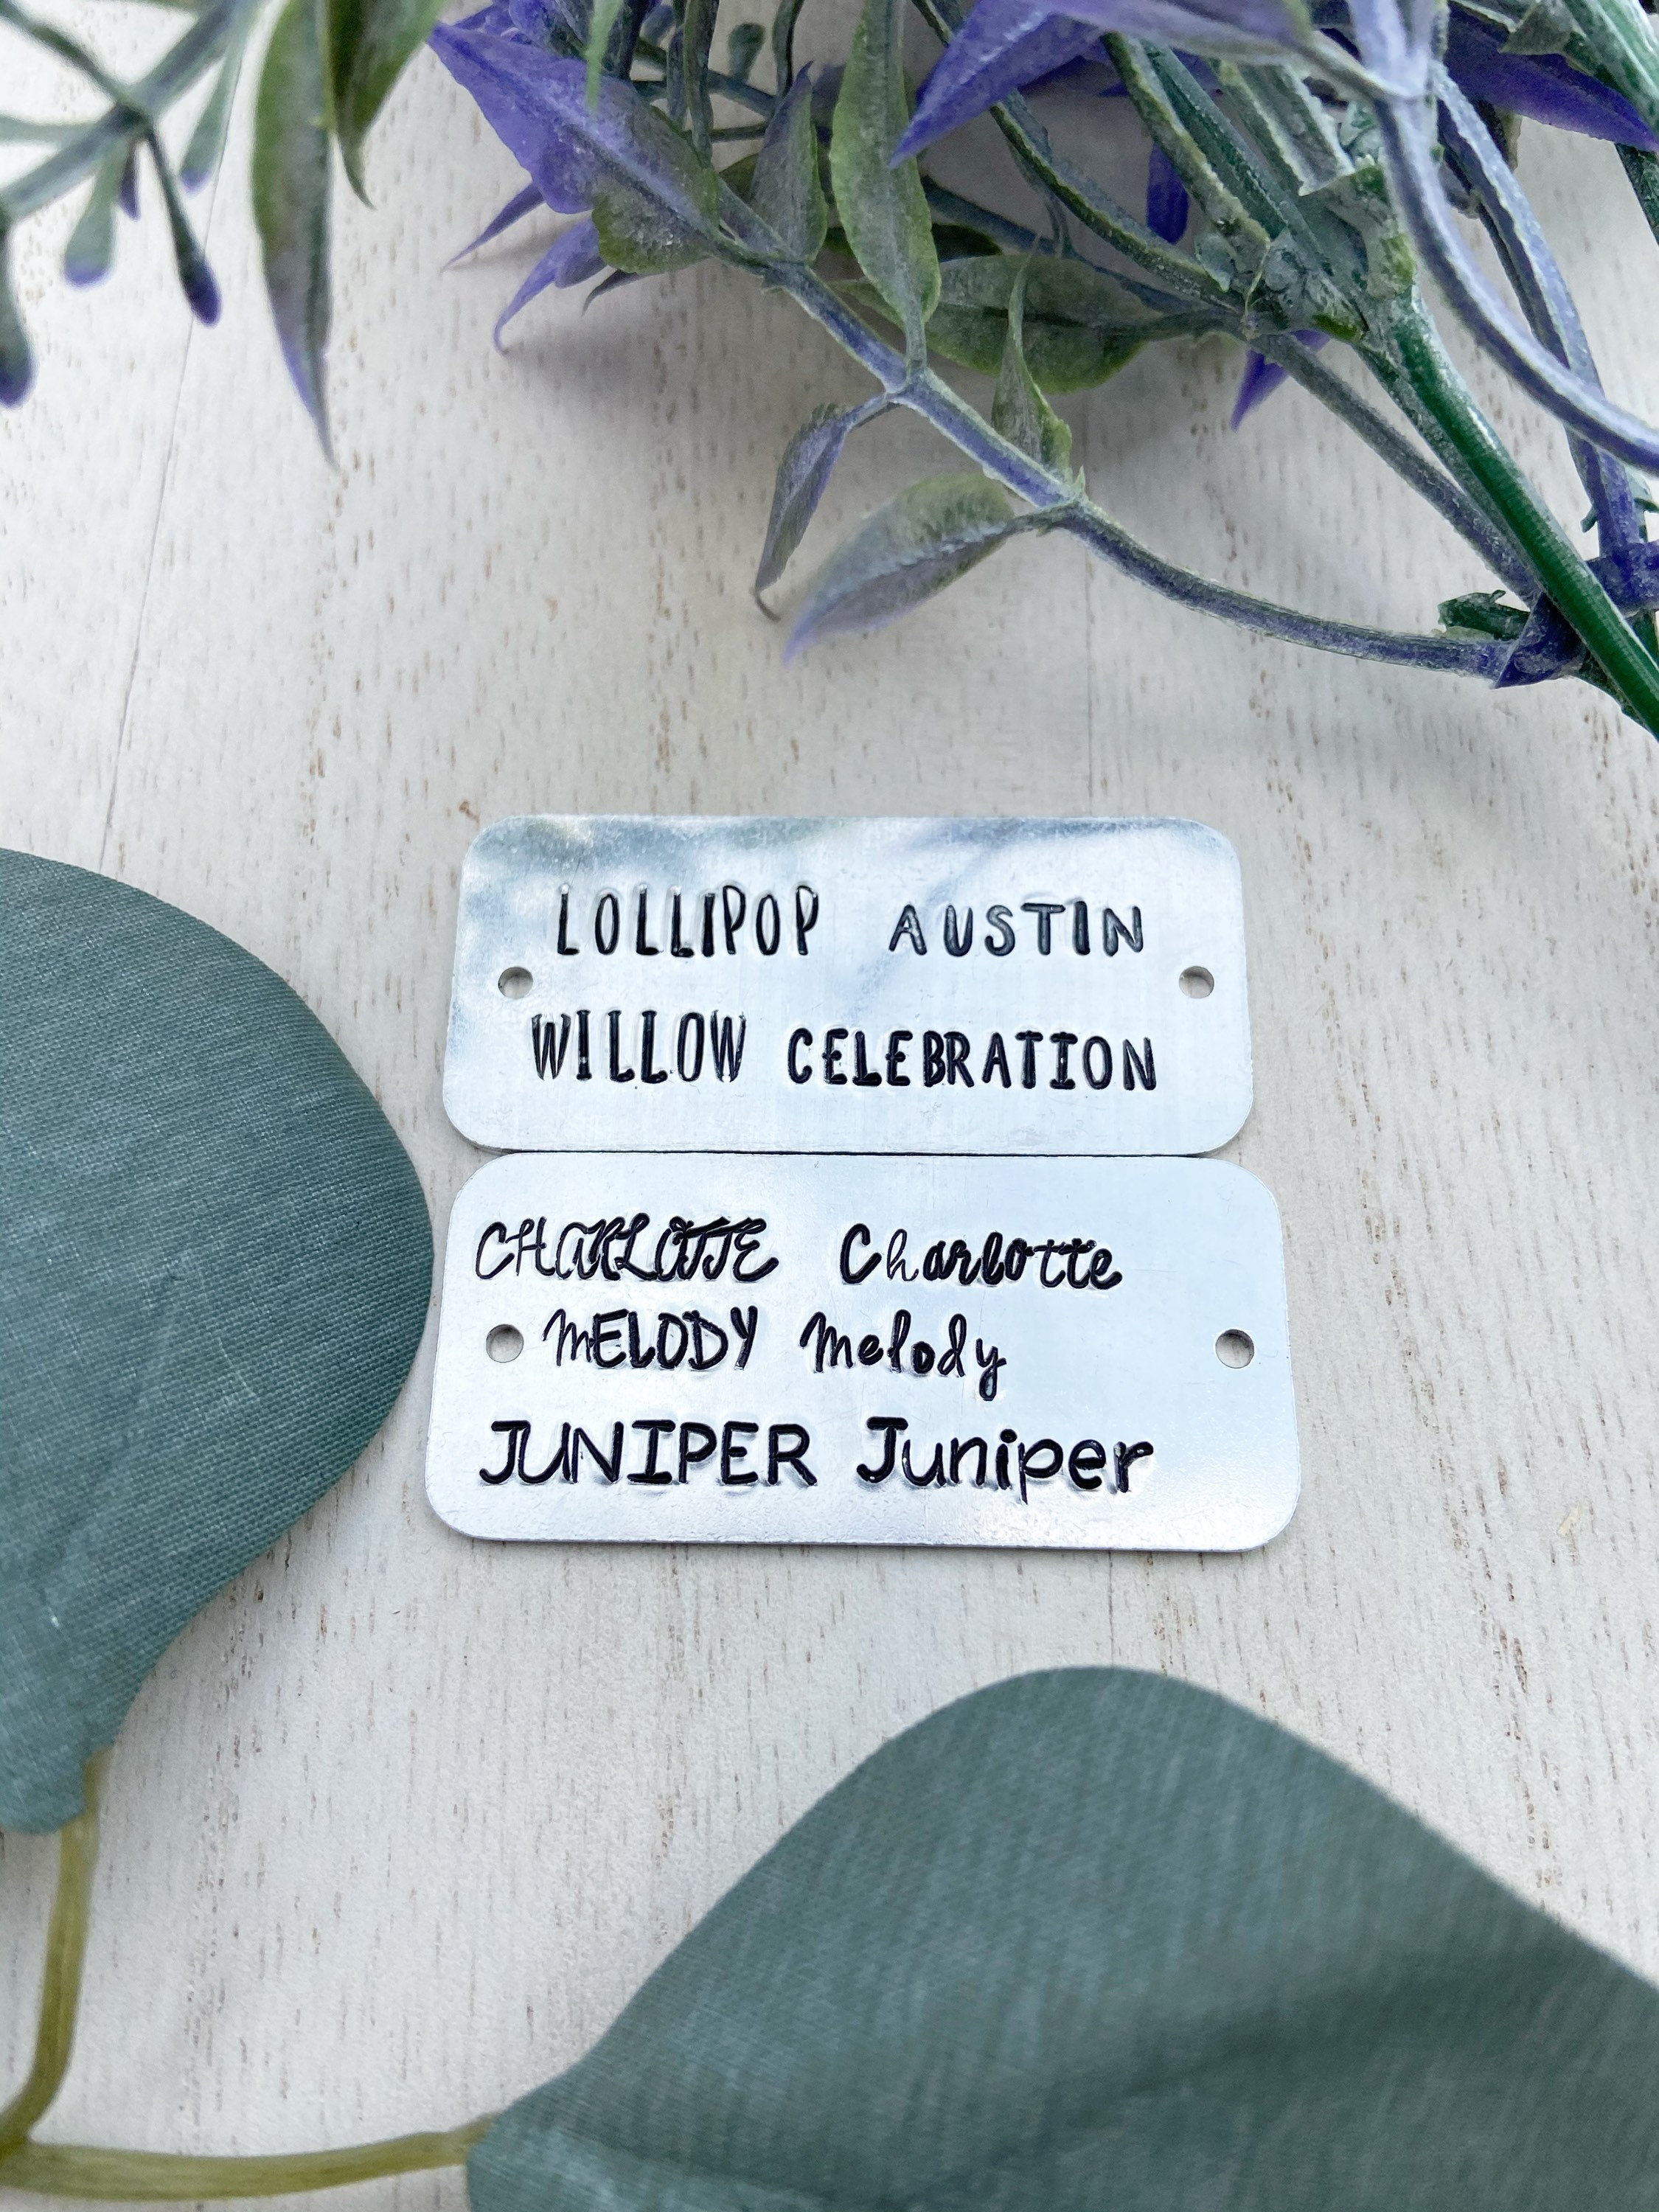 LOLLIPOP AUSTIN
WILLOW CELEBRATION
CHARLOTTE Charlotte
MELODY Melody
JUNIPER Juniper